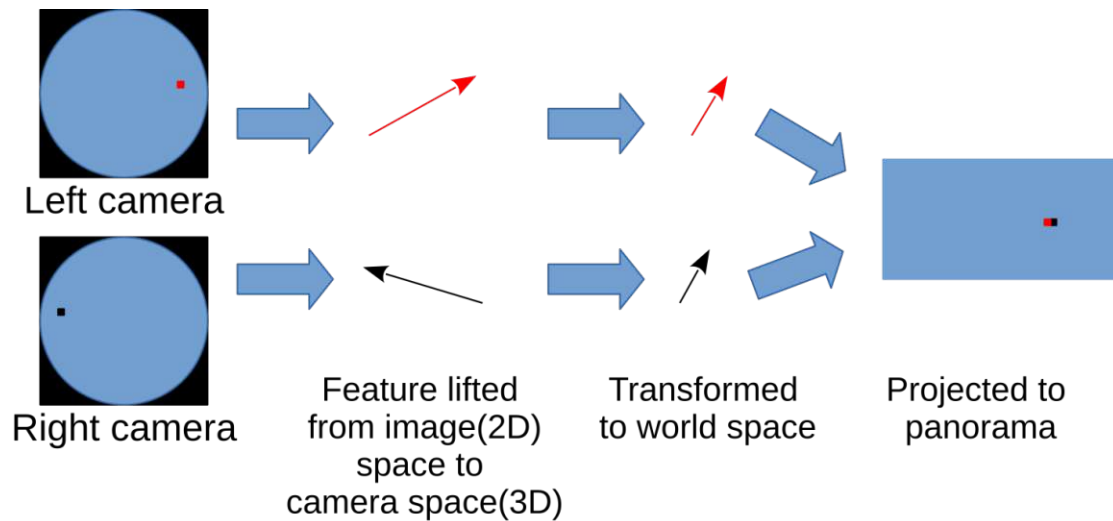 Left camera
Right camera
Feature lifted
from image(2D)
space to
camera space(3D)
Transformed
to world space
Projected to
panorama